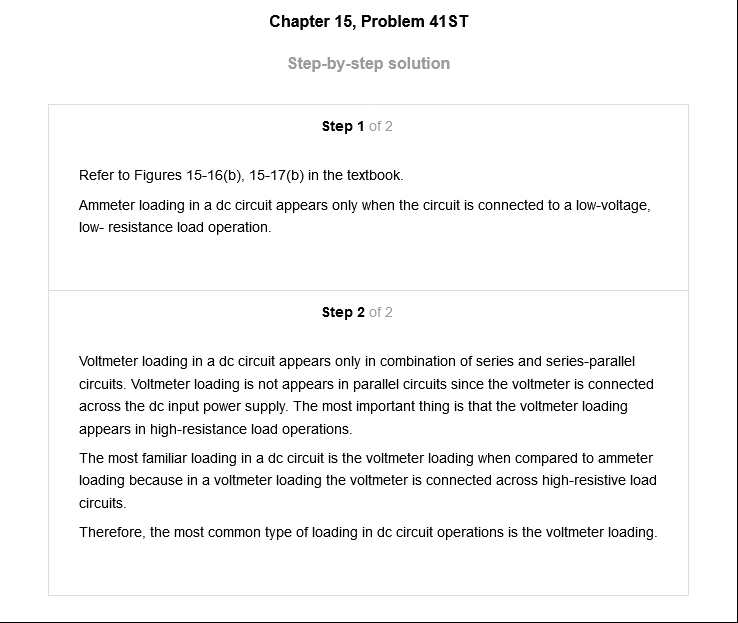 Chapter 15, Problem 41ST
Step-by-step solution
Step 1 of 2
Refer to Figures 15-16(b), 15-17(b) in the textbook.
Ammeter loading in a dc circuit appears only when the circuit is connected to a low-voltage,
low- resistance load operation.
Step 2 of 2
Voltmeter loading in a dc circuit appears only in combination of series and series-parallel
circuits. Voltmeter loading is not appears in parallel circuits since the voltmeter is connected
across the dc input power supply. The most important thing is that the voltmeter loading
appears in high-resistance load operations.
The most familiar loading in a dc circuit is the voltmeter loading when compared to ammeter
loading because in a voltmeter loading the voltmeter is connected across high-resistive load
circuits.
Therefore, the most common type of loading in dc circuit operations is the voltmeter loading.